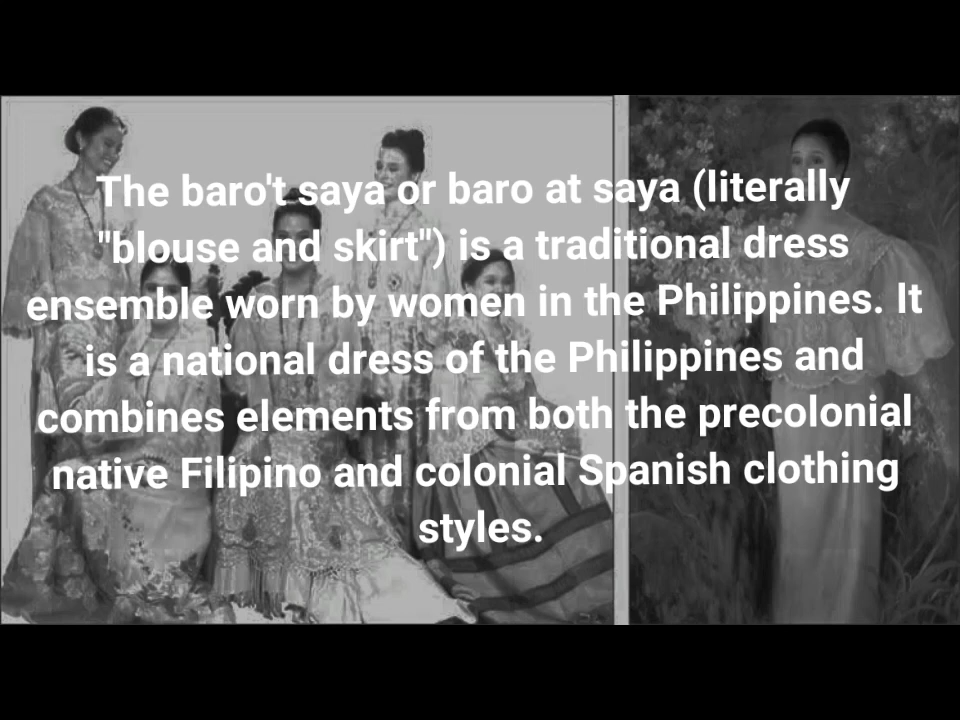 The baro't saya or baro at saya (literally
"blouse and skirt") is a traditional dress
ensemble worn by women in the Philippines. It
is a national dress of the Philippines and
combines elements from both the precolonial
native Filipino and colonial Spanish clothing
styles.